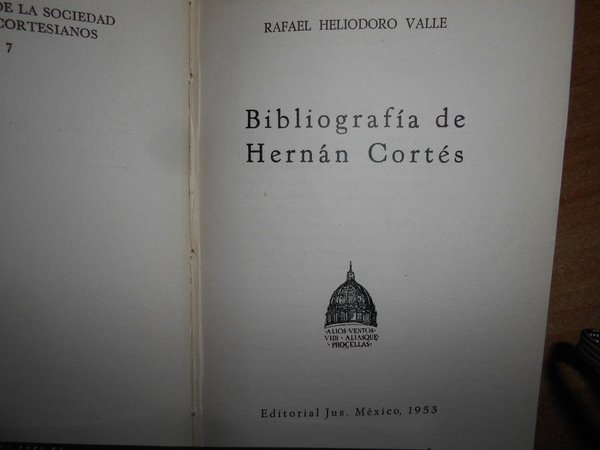 DE LA SOCIEDAD
CORTESIANOS
7
RAFAEL HELIODORO VALLE
Bibliografía de
Hernán Cortés
·ALIOS·VENTOS·
VIDI·ALIASQUE·
·PROCELLAS·
Editorial Jus. México, 1953